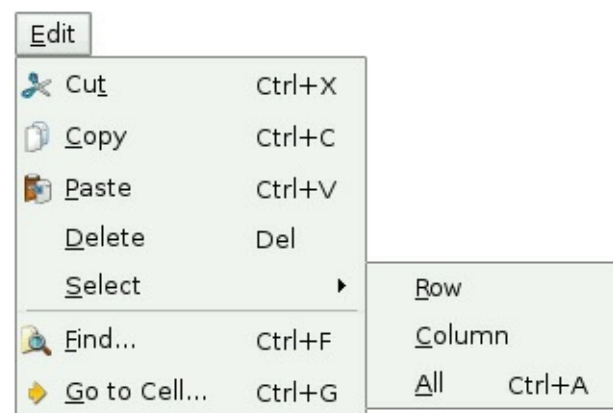 Edit
Cut Ctrl+X
Copy Ctrl+C
Paste Ctrl+V
Delete Del
Select
Row
Column
Find... Ctrl+F
All Ctrl+A
Go to Cell... Ctrl+G